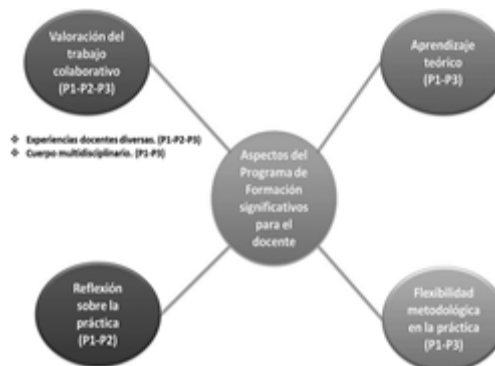 Valoración del
trabajo
colaborativo
(P1-P2-P3)
Aprendizaje
teórico
(P1-P3)
❖ Experiencias docentes diversas. (P1-P2-P3)
❖ Cuerpo multidisciplinario. (P1-P3)
Aspectos del
Programa de
Formación
significativos
para el
docente
Reflexión
sobre la
práctica
(P1-P2)
Flexibilidad
metodológica
en la práctica
(P1-P3)